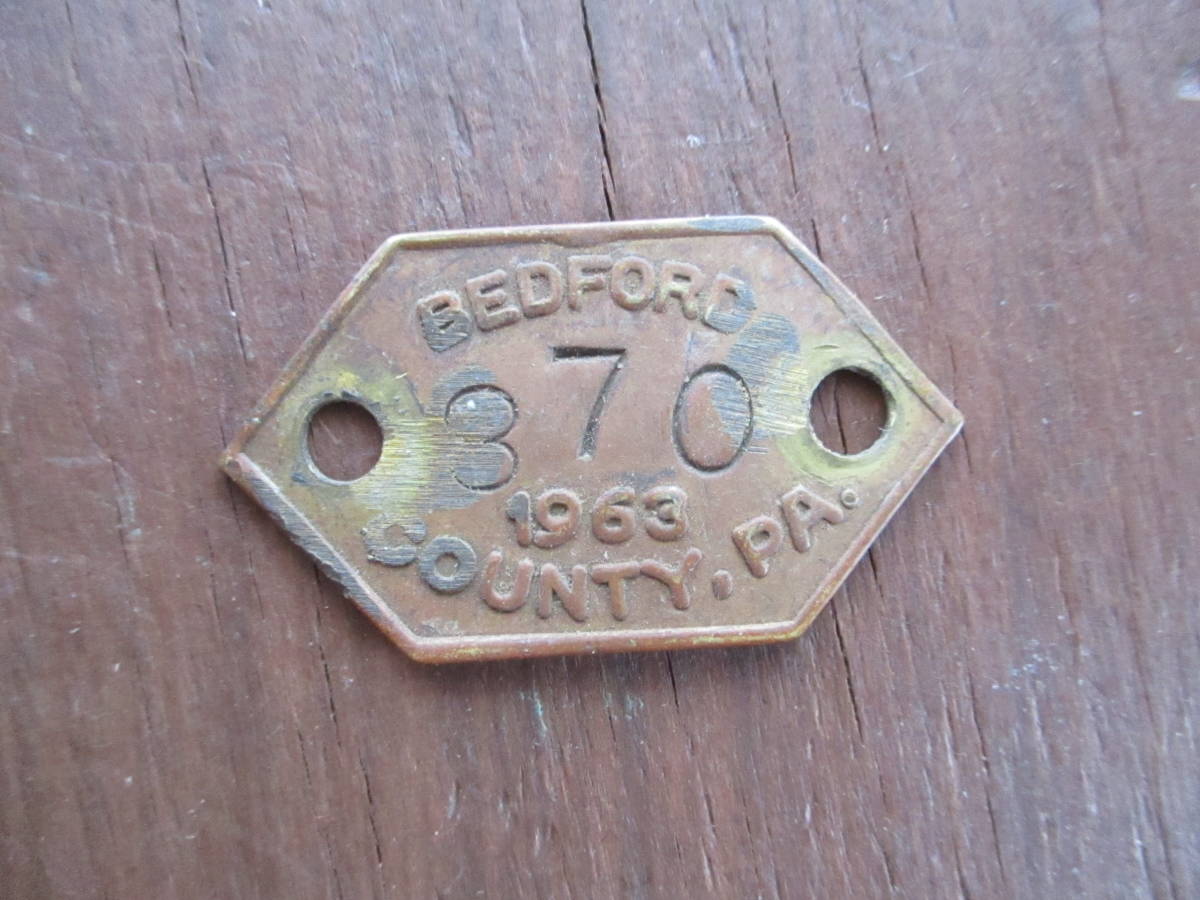 BEDFORD
370
1963
COUNTY, PA.